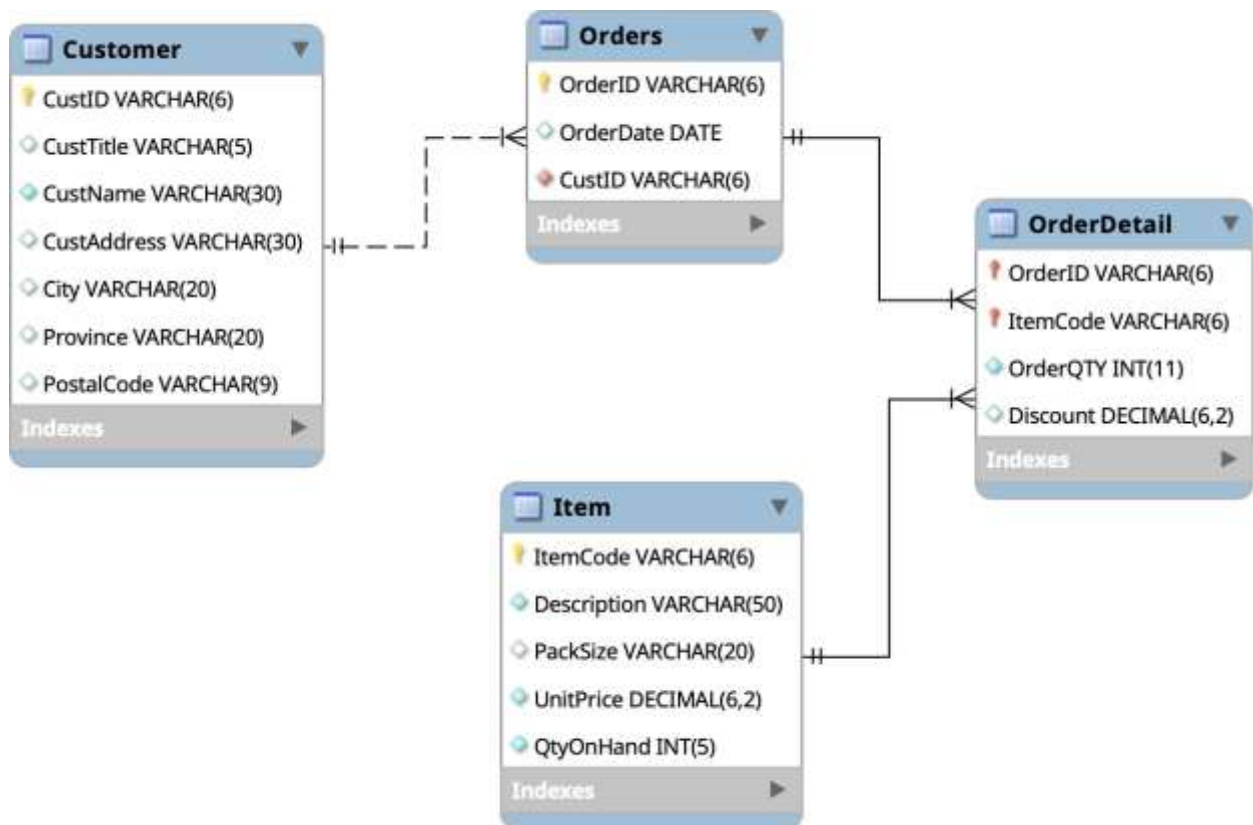 Customer
CustID VARCHAR(6)
CustTitle VARCHAR(5)
CustName VARCHAR(30)
CustAddress VARCHAR(30)
City VARCHAR(20)
Province VARCHAR(20)
PostalCode VARCHAR(9)
Indexes
Orders
OrderID VARCHAR(6)
OrderDate DATE
CustID VARCHAR(6)
Indexes
OrderDetail
OrderID VARCHAR(6)
ItemCode VARCHAR(6)
OrderQTY INT(11)
Discount DECIMAL(6,2)
Indexes
Item
ItemCode VARCHAR(6)
Description VARCHAR(50)
PackSize VARCHAR(20)
UnitPrice DECIMAL(6,2)
QtyOnHand INT(5)
Indexes